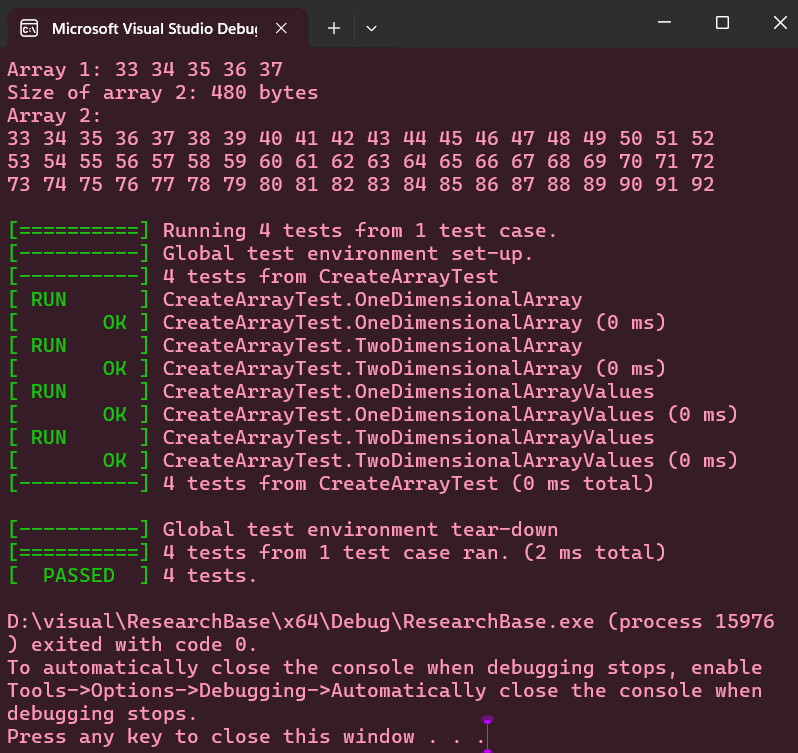 Microsoft Visual Studio Debug
Array 1: 33 34 35 36 37
Size of array 2: 480 bytes
Array 2:
33 34 35 36 37 38 39 40 41 42 43 44 45 46 47 48 49 50 51 52
53 54 55 56 57 58 59 60 61 62 63 64 65 66 67 68 69 70 71 72
73 74 75 76 77 78 79 80 81 82 83 84 85 86 87 88 89 90 91 92
[==========] Running 4 tests from 1 test case.
[----------] Global test environment set-up.
[----------] 4 tests from CreateArrayTest
[ RUN      ] CreateArrayTest.OneDimensionalArray
[       OK ] CreateArrayTest.OneDimensionalArray (0 ms)
[ RUN      ] CreateArrayTest.TwoDimensionalArray
[       OK ] CreateArrayTest.TwoDimensionalArray (0 ms)
[ RUN      ] CreateArrayTest.OneDimensionalArrayValues
[       OK ] CreateArrayTest.OneDimensionalArrayValues (0 ms)
[ RUN      ] CreateArrayTest.TwoDimensionalArrayValues
[       OK ] CreateArrayTest.TwoDimensionalArrayValues (0 ms)
[----------] 4 tests from CreateArrayTest (0 ms total)
[----------] Global test environment tear-down
[==========] 4 tests from 1 test case ran. (2 ms total)
[  PASSED  ] 4 tests.
D:\visual\ResearchBase\x64\Debug\ResearchBase.exe (process 15976
) exited with code 0.
To automatically close the console when debugging stops, enable
Tools->Options->Debugging->Automatically close the console when
debugging stops.
Press any key to close this window . . .